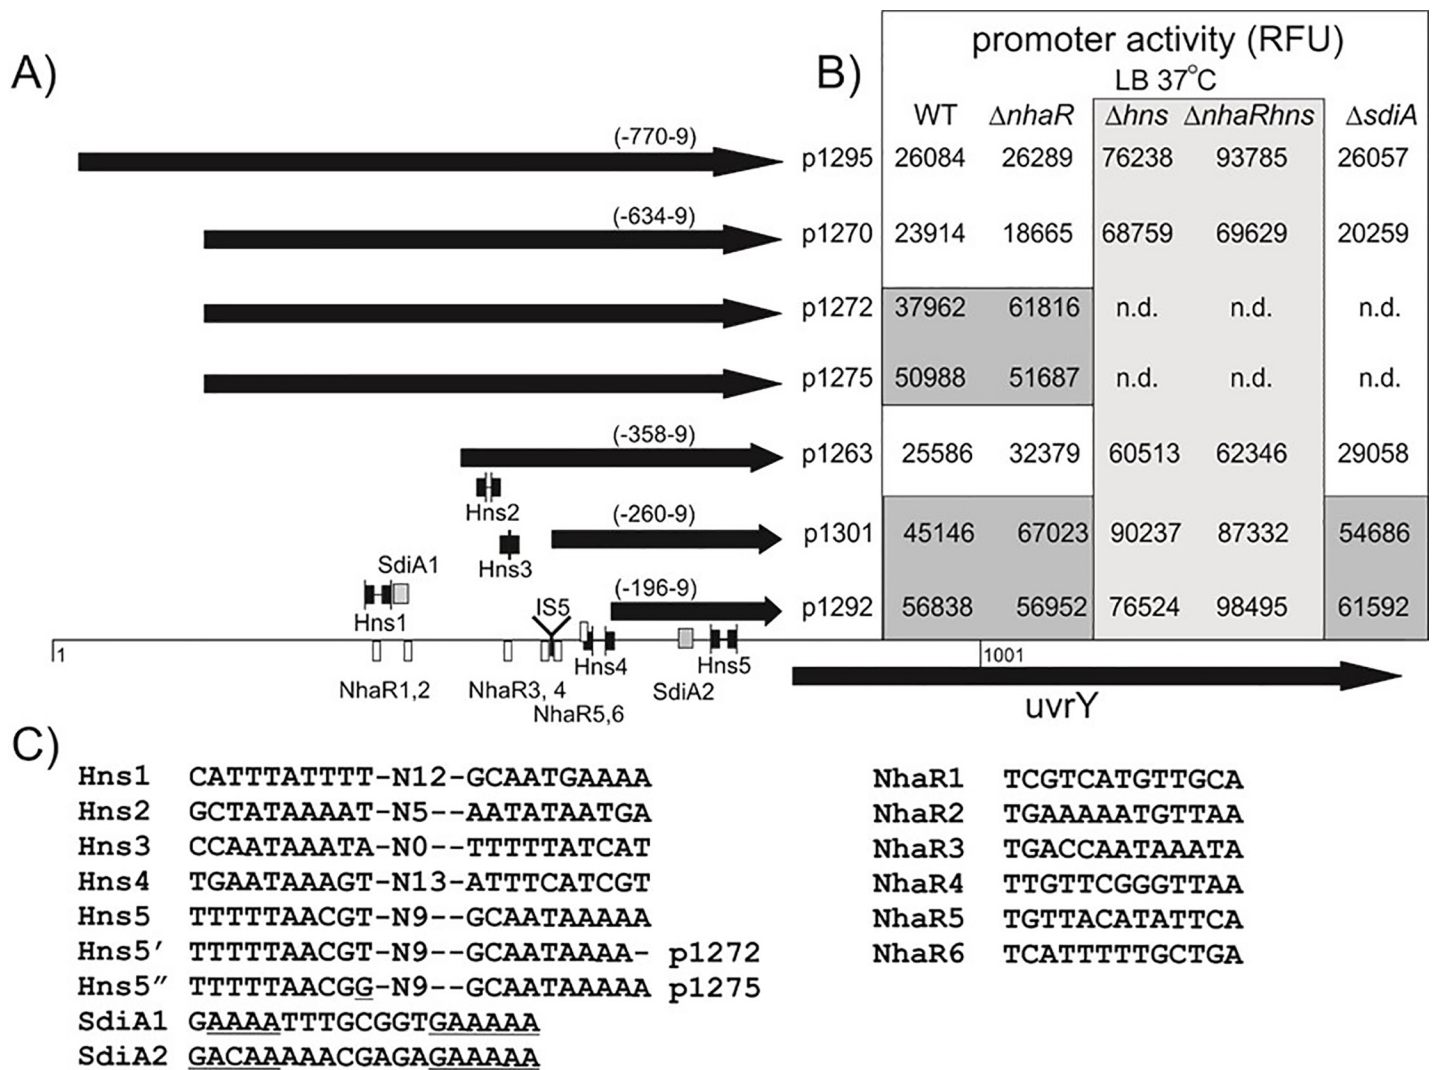 A)
B)
promoter activity (RFU)
LB 37°C
WT ΔnhaR Δhns ΔnhaRhns ΔsdiA
(-770-9) p1295 26084 26289 76238 93785 26057
(-634-9) p1270 23914 18665 68759 69629 20259
p1272 37962 61816 n.d. n.d. n.d.
p1275 50988 51687 n.d. n.d. n.d.
(-358-9) p1263 25586 32379 60513 62346 29058
Hns2
(-260-9) p1301 45146 67023 90237 87332 54686
Hns3
SdiA1
(-196-9) p1292 56838 56952 76524 98495 61592
Hns1
IS5
1
Hns4
Hns5
1001
NhaR1,2
NhaR3, 4
SdiA2
NhaR5,6
uvrY
C)
Hns1 CATTTATTTT-N12-GCAATGAAAA
Hns2 GCTATAAAAT-N5--AATATAATGA
Hns3 CCAATAAATA-N0--TTTTTATCAT
Hns4 TGAATAAAGT-N13-ATTTCATCGT
Hns5 TTTTTAACGT-N9--GCAATAAAAA
Hns5′ TTTTTAACGT-N9--GCAATAAAA- p1272
Hns5″ TTTTTAACGG-N9--GCAATAAAAA p1275
SdiA1 GAAAATTTGCGGTGAAAAA
SdiA2 GACAAAAACGAGAGAAAAA
NhaR1 TCGTCATGTTGCA
NhaR2 TGAAAAATGTTAA
NhaR3 TGACCAATAAATA
NhaR4 TTGTTCGGGTTAA
NhaR5 TGTTACATATTCA
NhaR6 TCATTTTTGCTGA